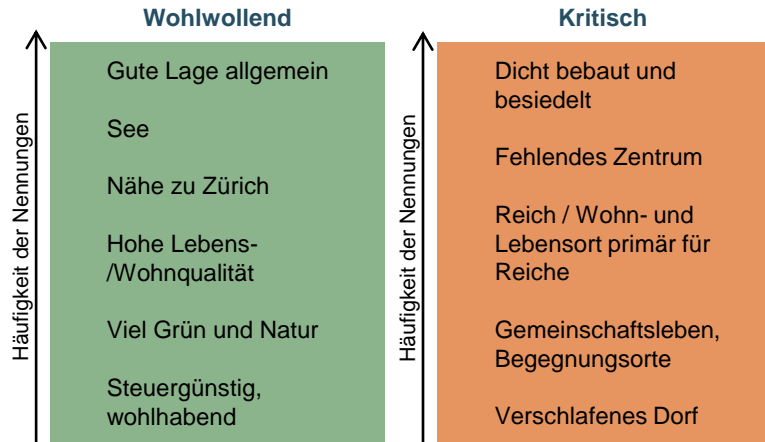 Wohlwollend
Häufigkeit der Nennungen
Gute Lage allgemein
See
Nähe zu Zürich
Hohe Lebens-
/Wohnqualität
Viel Grün und Natur
Steuergünstig,
wohlhabend
Kritisch
Häufigkeit der Nennungen
Dicht bebaut und
besiedelt
Fehlendes Zentrum
Reich / Wohn- und
Lebensort primär für
Reiche
Gemeinschaftsleben,
Begegnungsorte
Verschlafenes Dorf